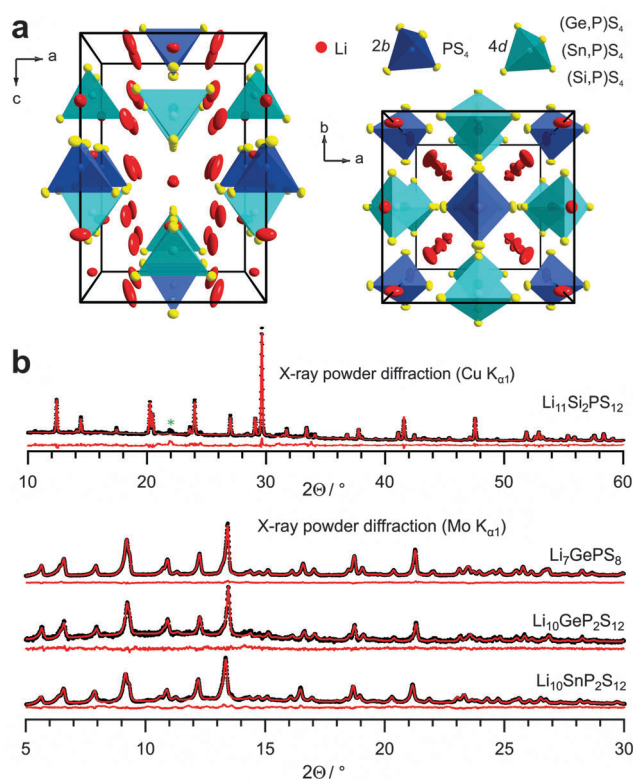 a
a
c
Li
2b
PS₄
4d
(Ge,P)S₄
(Sn,P)S₄
(Si,P)S₄
b
a
b
X-ray powder diffraction (Cu Kα1)
Li₁₁Si₂PS₁₂
*
10 20 30 40 50 60
2Θ / °
X-ray powder diffraction (Mo Kα1)
Li₇GePS₈
Li₁₀GeP₂S₁₂
Li₁₀SnP₂S₁₂
5 10 15 20 25 30
2Θ / °